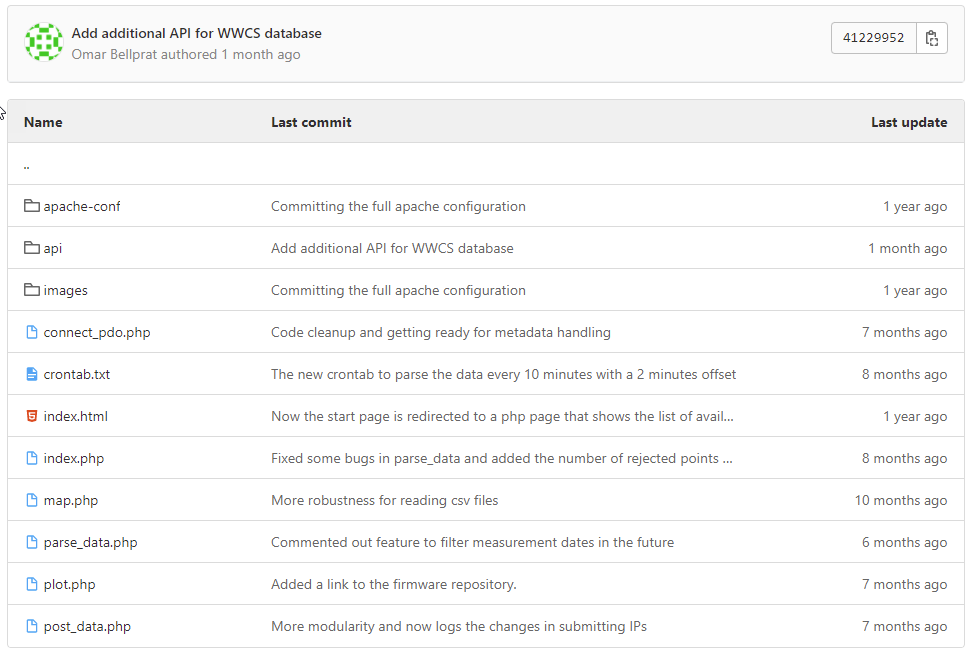 Add additional API for WWCS database
Omar Bellprat authored 1 month ago
41229952
Name Last commit Last update
..
apache-conf Committing the full apache configuration 1 year ago
api Add additional API for WWCS database 1 month ago
images Committing the full apache configuration 1 year ago
connect_pdo.php Code cleanup and getting ready for metadata handling 7 months ago
crontab.txt The new crontab to parse the data every 10 minutes with a 2 minutes offset 8 months ago
index.html Now the start page is redirected to a php page that shows the list of avail... 1 year ago
index.php Fixed some bugs in parse_data and added the number of rejected points ... 8 months ago
map.php More robustness for reading csv files 10 months ago
parse_data.php Commented out feature to filter measurement dates in the future 6 months ago
plot.php Added a link to the firmware repository. 7 months ago
post_data.php More modularity and now logs the changes in submitting IPs 7 months ago